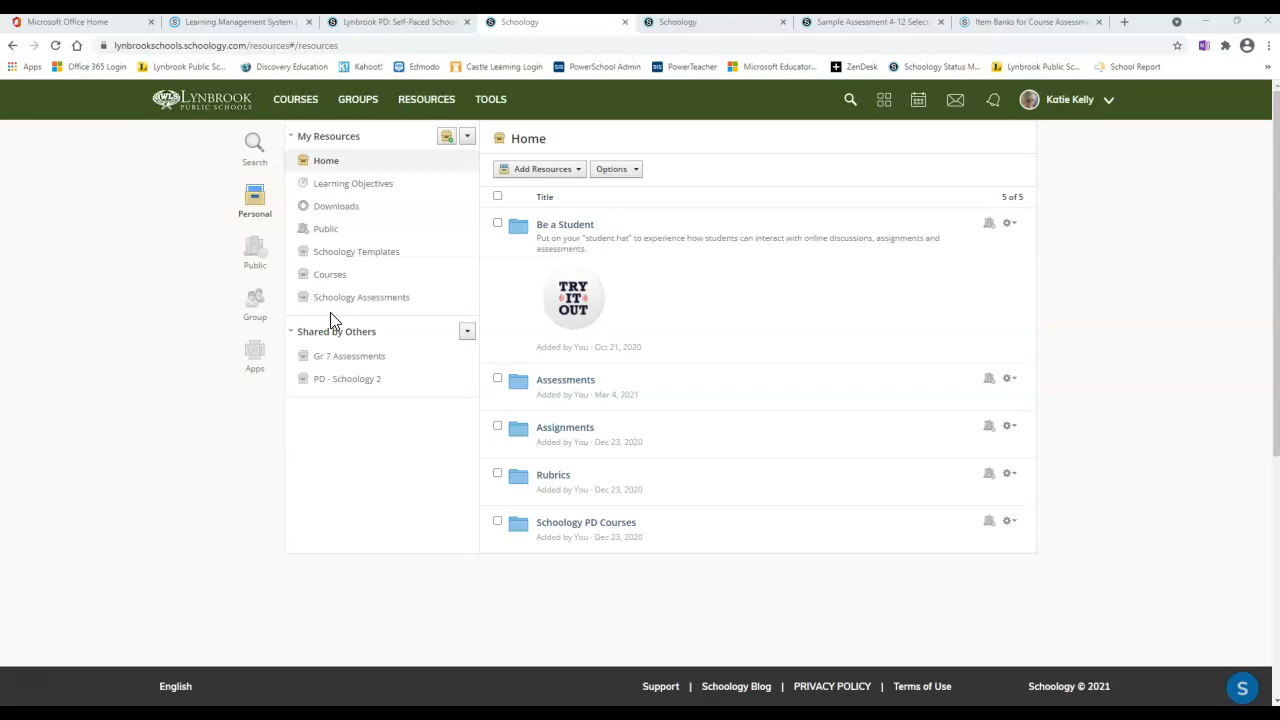 Microsoft Office Home
Learning Management System |
Lynbrook PD: Self-Paced Schoolo
Schoology
Schoology
Sample Assessment 4-12 Select
Item Banks for Course Assessme
lynbrookschools.schoology.com/resources#/resources
Apps
Office 365 Login
Lynbrook Public Sc...
Discovery Education
Kahoot!
Edmodo
Castle Learning Login
PowerSchool Admin
PowerTeacher
Microsoft Educator...
ZenDesk
Schoology Status M...
Lynbrook Public Sc...
School Report
OWLS LYNBROOK
PUBLIC SCHOOLS
COURSES
GROUPS
RESOURCES
TOOLS
Katie Kelly
Search
Personal
Public
Group
Apps
My Resources
Home
Learning Objectives
Downloads
Public
Schoology Templates
Courses
Schoology Assessments
Shared by Others
Gr 7 Assessments
PD - Schoology 2
Home
Add Resources
Options
Title
5 of 5
Be a Student
Put on your "student hat" to experience how students can interact with online discussions, assignments and
assessments.
TRY
IT
OUT
Added by You · Oct 21, 2020
Assessments
Added by You · Mar 4, 2021
Assignments
Added by You · Dec 23, 2020
Rubrics
Added by You · Dec 23, 2020
Schoology PD Courses
Added by You · Dec 23, 2020
English
Support | Schoology Blog | PRIVACY POLICY | Terms of Use
Schoology © 2021
S